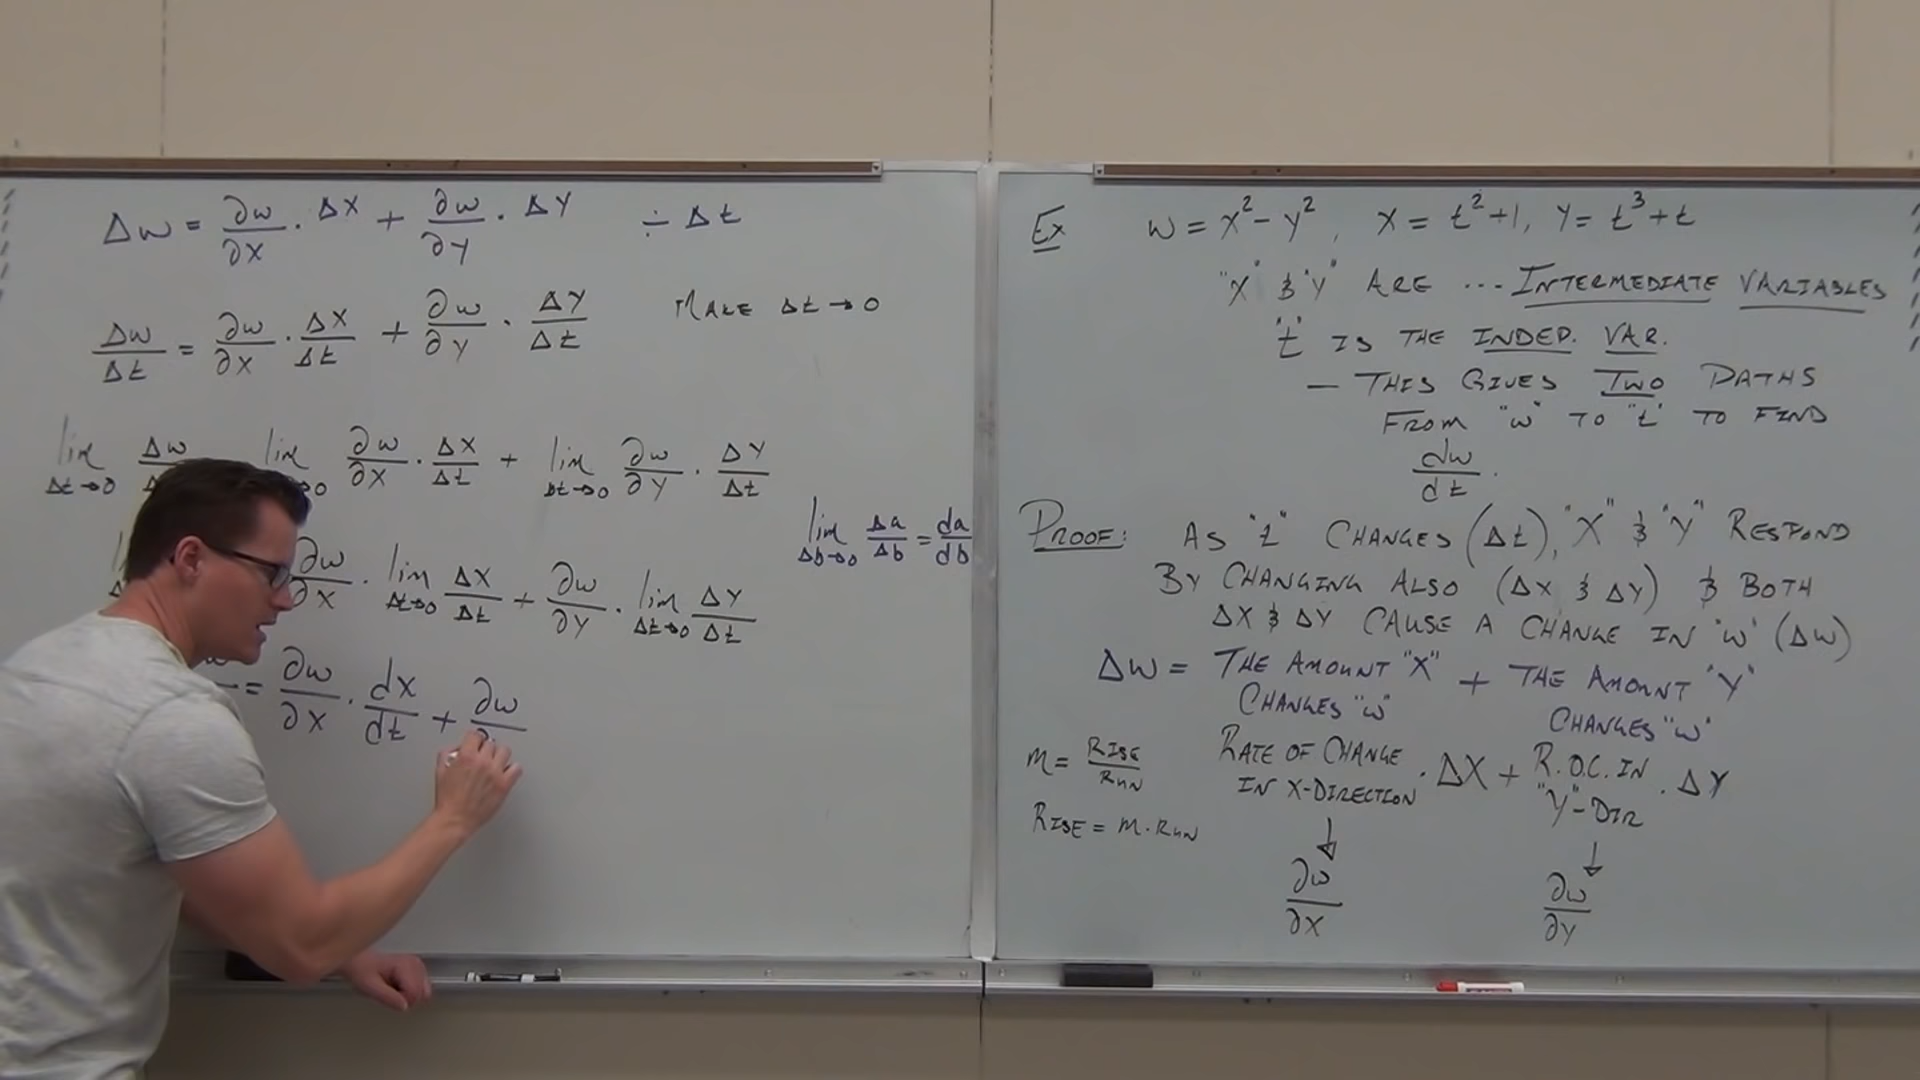 Δw = ∂w/∂x · Δx + ∂w/∂y · Δy ÷ Δt
Δw/Δt = ∂w/∂x · Δx/Δt + ∂w/∂y · Δy/Δt MAKE Δt→0
lim Δt→0 Δw lim →0 ∂w/∂x · Δx/Δt + lim Δt→0 ∂w/∂y · Δy/Δt
lim Δb→0 Δa/Δb = da/db
∂w/∂x · lim Δt→0 Δx/Δt + ∂w/∂y · lim Δt→0 Δy/Δt
= ∂w/∂x · dx/dt + ∂w
Ex w = x² - y², x = t²+1, y = t³+t
"X" & "Y" ARE ... INTERMEDIATE VARIABLES
"t" IS THE INDEP. VAR.
— THIS GIVES TWO PATHS
FROM "w" TO "t" TO FIND
dw/dt.
PROOF: AS "t" CHANGES (Δt), "X" & "Y" RESPOND
BY CHANGING ALSO (Δx & Δy) & BOTH
Δx & Δy CAUSE A CHANGE IN "w" (Δw)
Δw = THE AMOUNT "X" CHANGES "w" + THE AMOUNT "Y" CHANGES "w"
m = RISE/RUN
RATE OF CHANGE IN X-DIRECTION · ΔX + R.O.C. IN "Y"-DIR · ΔY
RISE = m · RUN
∂w/∂x ∂w/∂y